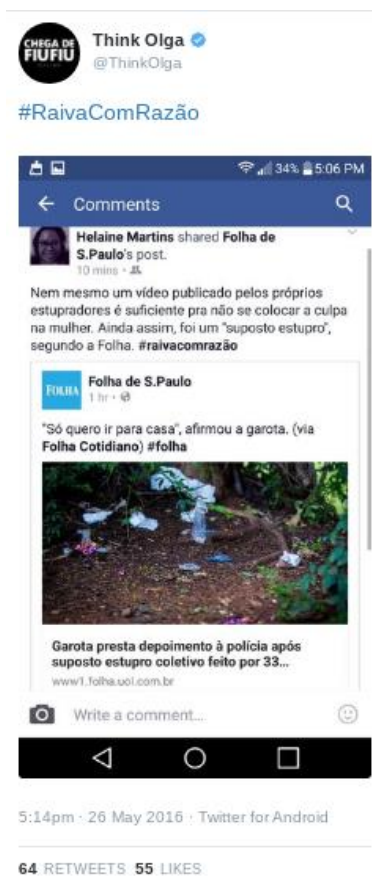 CHEGA DE
FIUFIU
Think Olga
@ThinkOlga
#RaivaComRazão
34% 5:06 PM
Comments
Helaine Martins shared Folha de
S.Paulo's post.
10 mins
Nem mesmo um vídeo publicado pelos próprios
estupradores é suficiente pra não se colocar a culpa
na mulher. Ainda assim, foi um "suposto estupro",
segundo a Folha. #raivacomrazão
FOLHA
Folha de S.Paulo
1 hr
"Só quero ir para casa", afirmou a garota. (via
Folha Cotidiano) #folha
Garota presta depoimento à polícia após
suposto estupro coletivo feito por 33...
www1.folha.uol.com.br
Write a comment...
5:14pm · 26 May 2016 · Twitter for Android
64 RETWEETS 55 LIKES